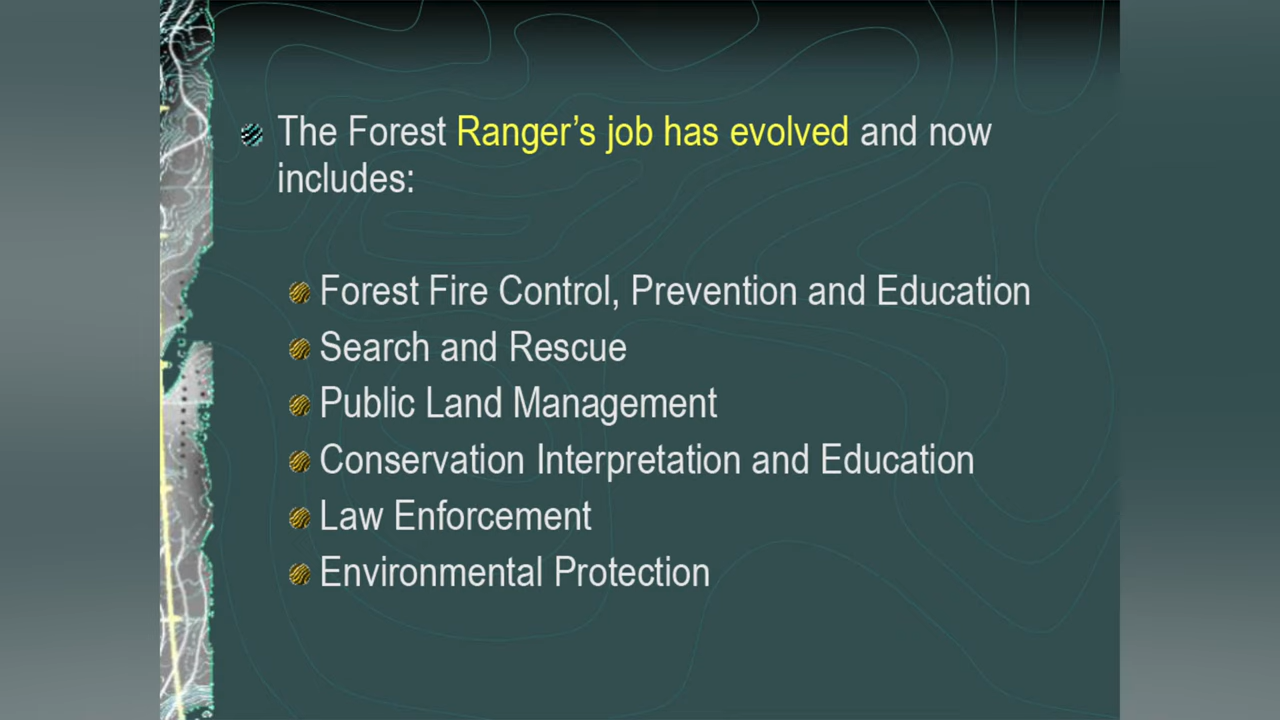 The Forest Ranger’s job has evolved and now
includes:
Forest Fire Control, Prevention and Education
Search and Rescue
Public Land Management
Conservation Interpretation and Education
Law Enforcement
Environmental Protection